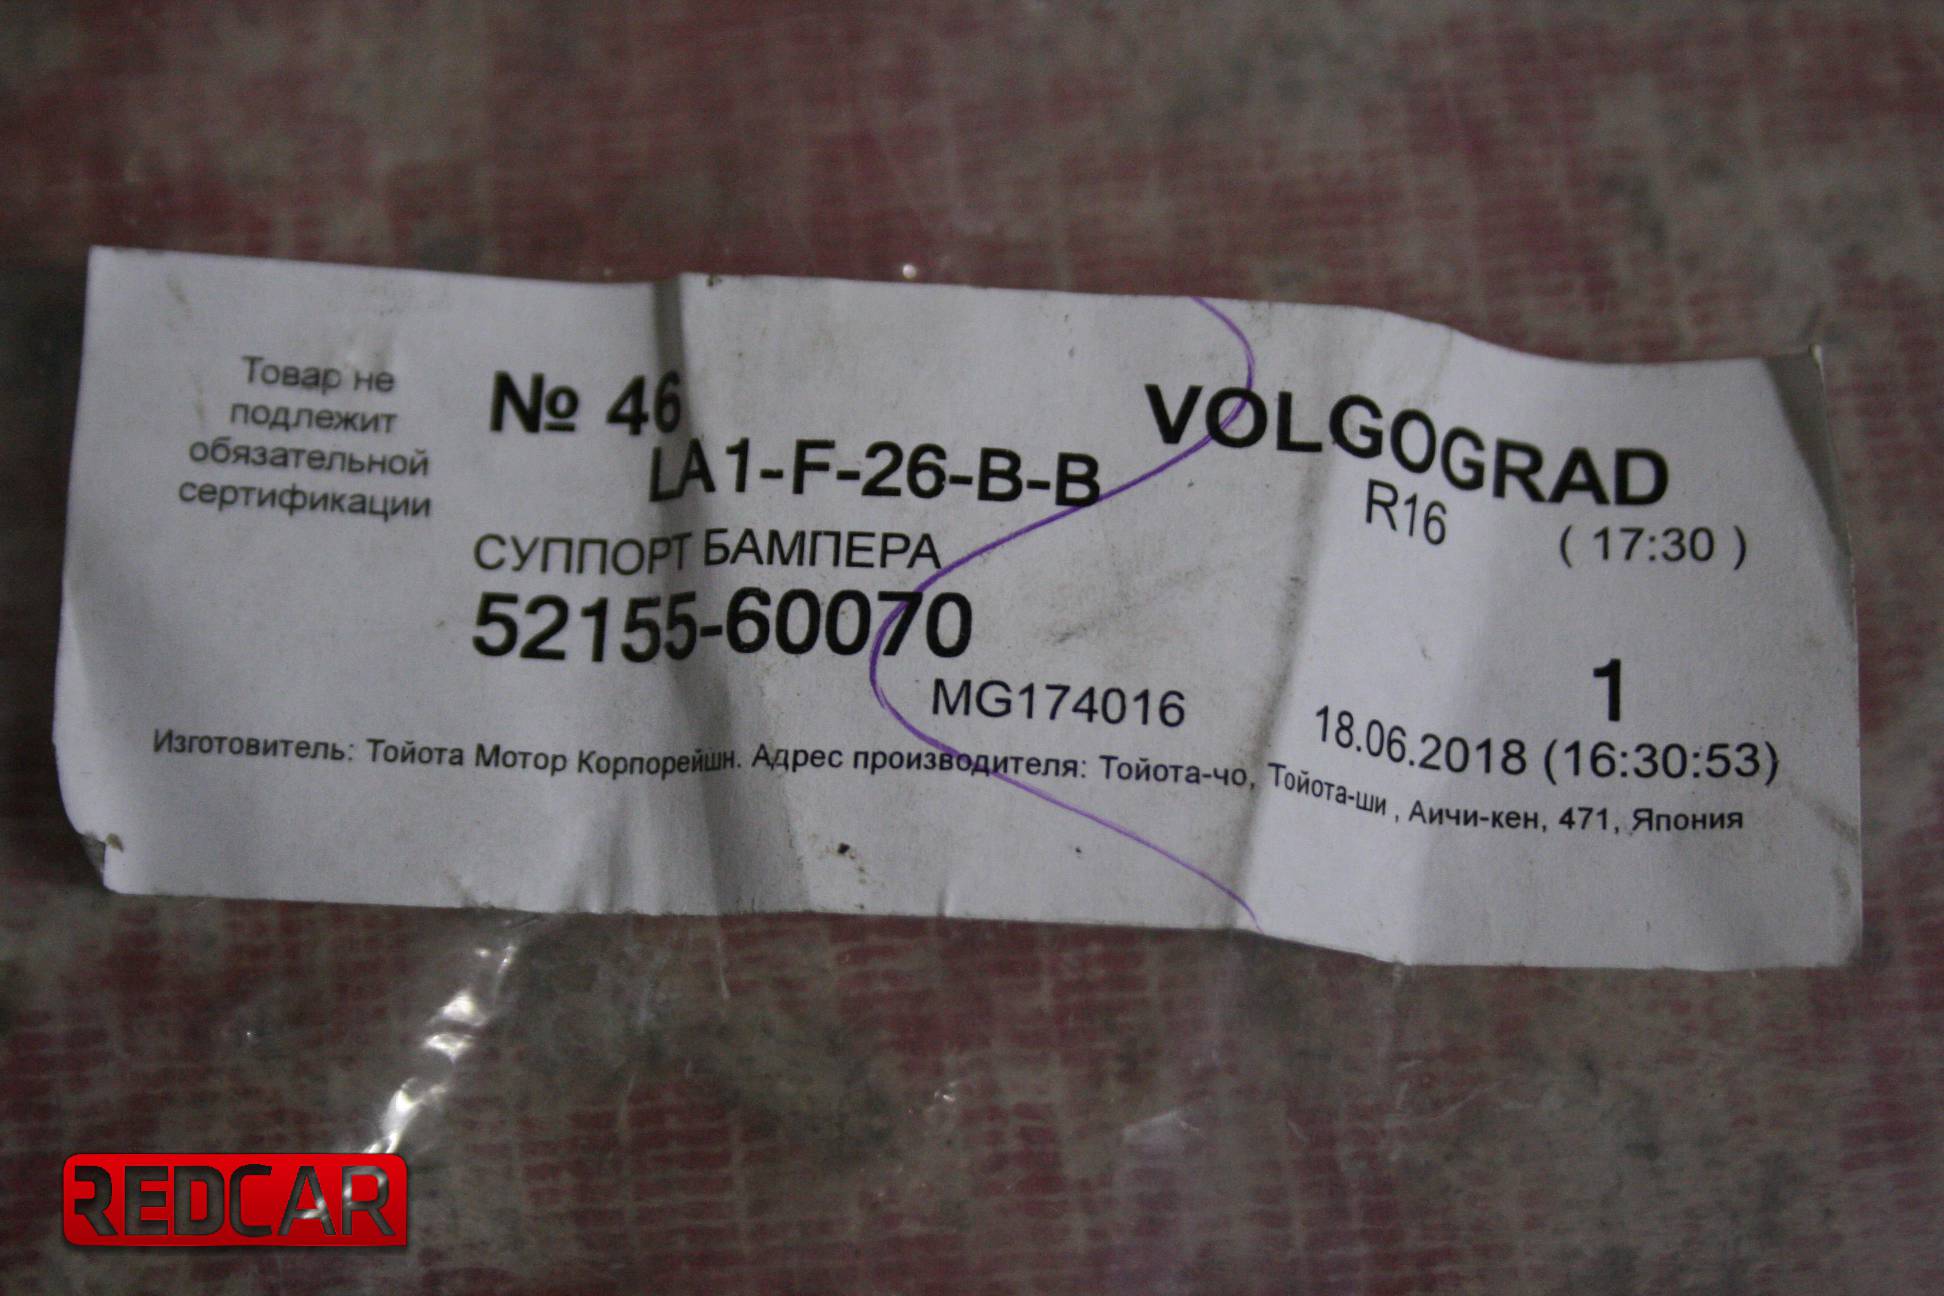 Товар не
подлежит
обязательной
сертификации
№ 46
LA1-F-26-B-B
VOLGOGRAD
R16 ( 17:30 )
СУППОРТ БАМПЕРА
52155-60070
1
MG174016
18.06.2018 (16:30:53)
Изготовитель: Тойота Мотор Корпорейшн. Адрес производителя: Тойота-чо, Тойота-ши , Аичи-кен, 471, Япония
REDCAR